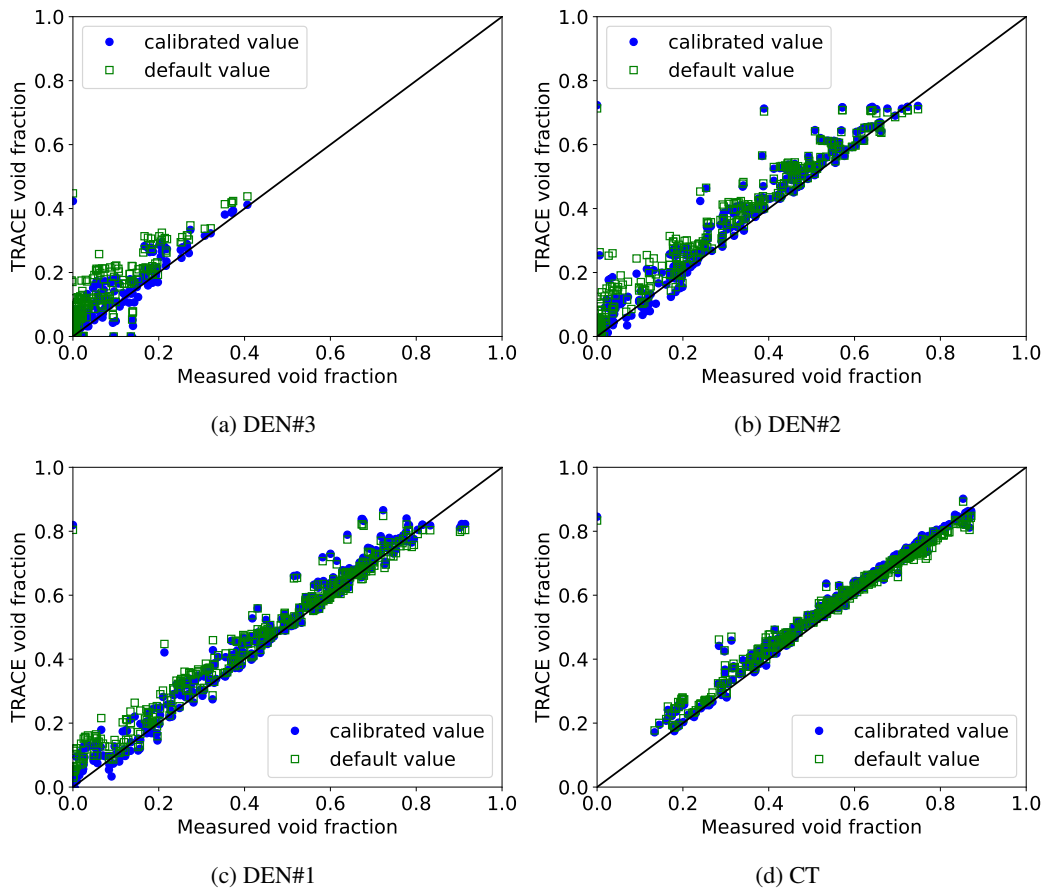 1.0
0.8
0.6
0.4
0.2
0.0
TRACE void fraction
calibrated value
default value
0.0 0.2 0.4 0.6 0.8 1.0
Measured void fraction
(a) DEN#3
1.0
0.8
0.6
0.4
0.2
0.0
TRACE void fraction
calibrated value
default value
0.0 0.2 0.4 0.6 0.8 1.0
Measured void fraction
(b) DEN#2
1.0
0.8
0.6
0.4
0.2
0.0
TRACE void fraction
calibrated value
default value
0.0 0.2 0.4 0.6 0.8 1.0
Measured void fraction
(c) DEN#1
1.0
0.8
0.6
0.4
0.2
0.0
TRACE void fraction
calibrated value
default value
0.0 0.2 0.4 0.6 0.8 1.0
Measured void fraction
(d) CT